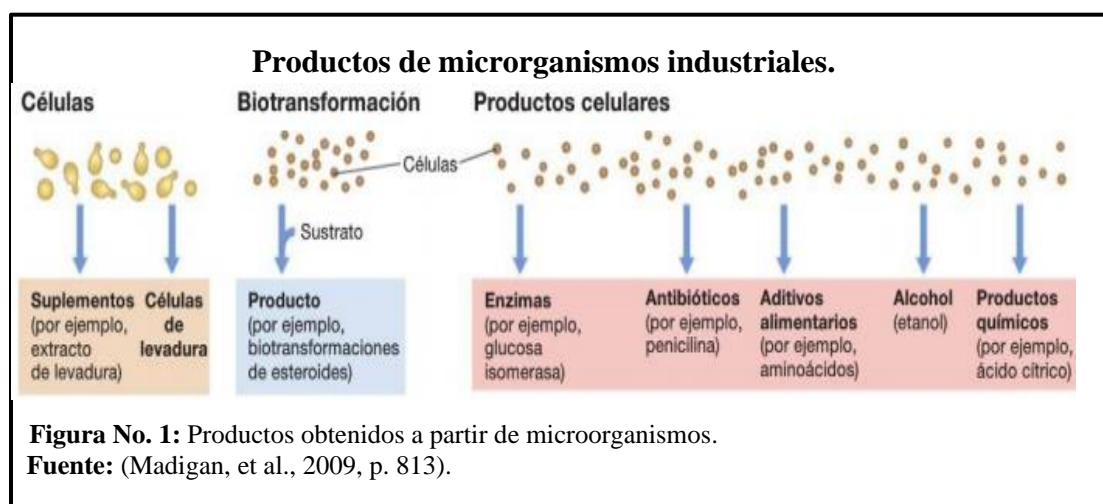 Productos de microrganismos industriales.
Células
Biotransformación
Productos celulares
Células
Sustrato
Suplementos
(por ejemplo,
extracto
de levadura)
Células
de
levadura
Producto
(por ejemplo,
biotransformaciones
de esteroides)
Enzimas
(por ejemplo,
glucosa
isomerasa)
Antibióticos
(por ejemplo,
penicilina)
Aditivos
alimentarios
(por ejemplo,
aminoácidos)
Alcohol
(etanol)
Productos
químicos
(por ejemplo,
ácido cítrico)
Figura No. 1: Productos obtenidos a partir de microorganismos.
Fuente: (Madigan, et al., 2009, p. 813).